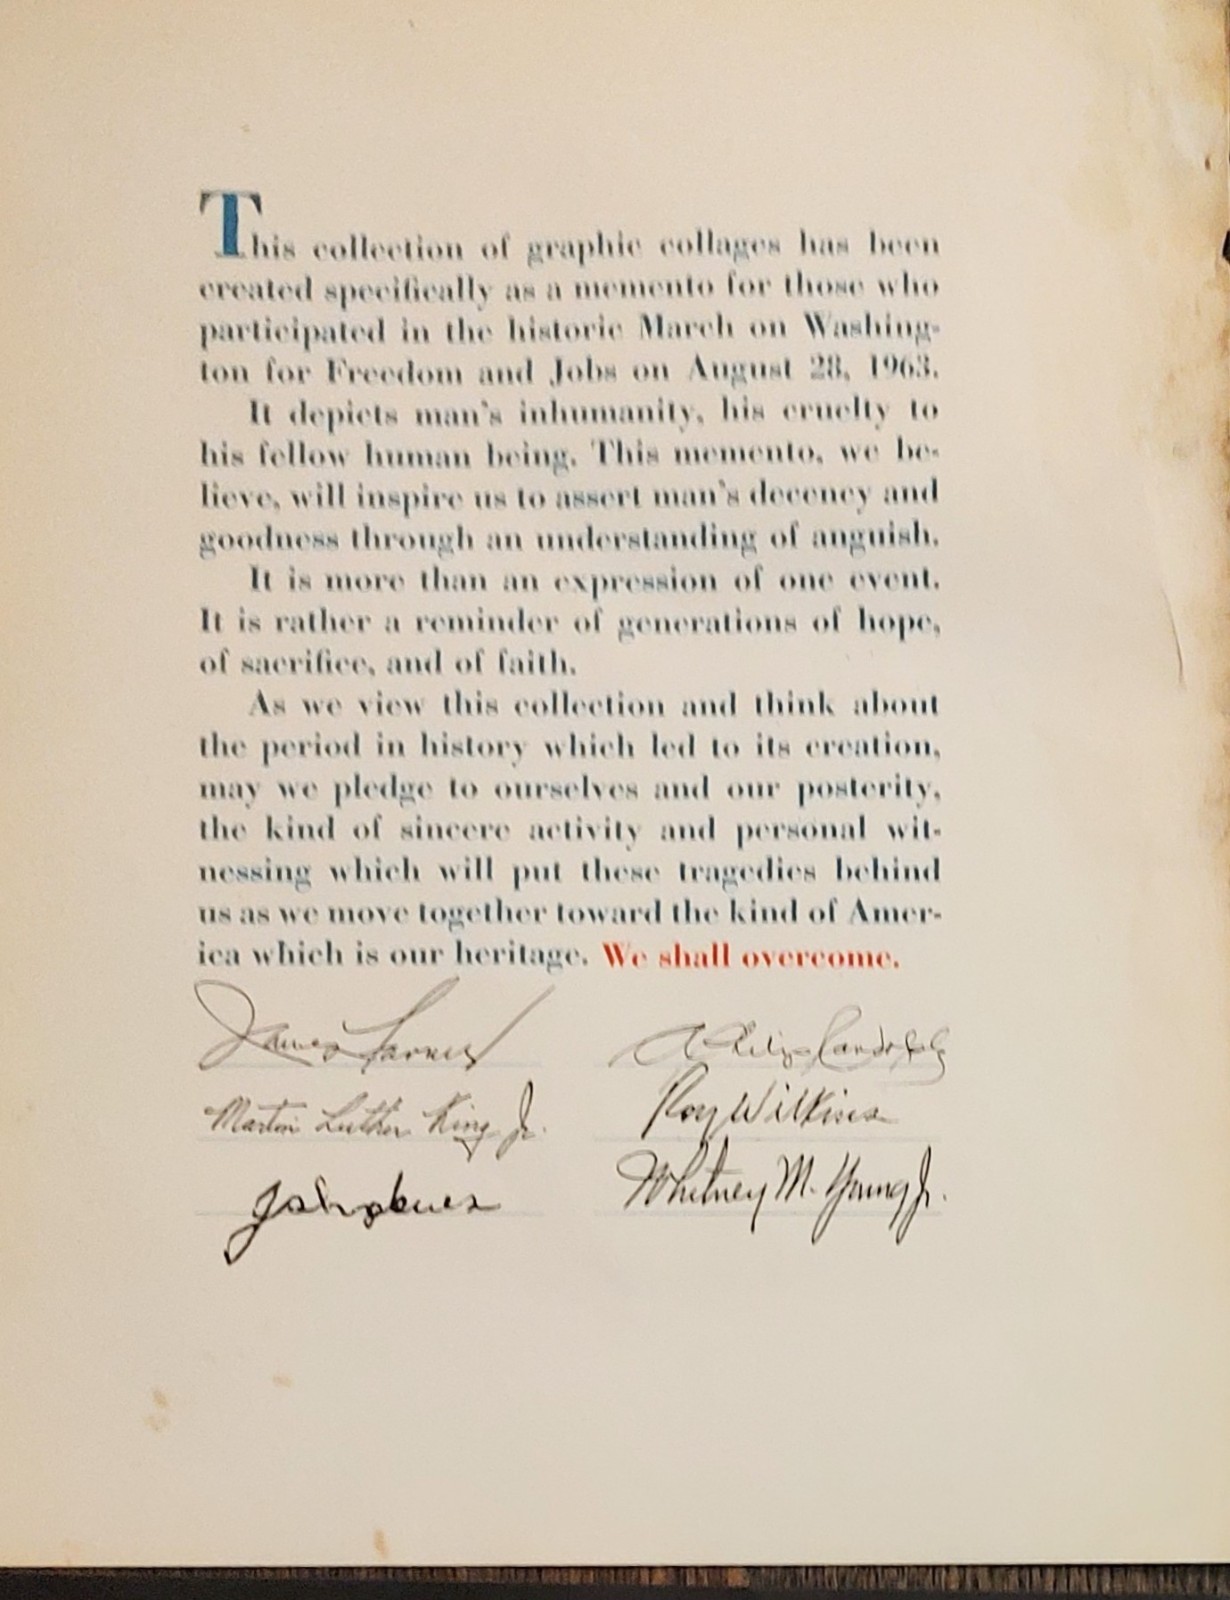 This collection of graphic collages has been
created specifically as a memento for those who
participated in the historic March on Washing-
ton for Freedom and Jobs on August 28, 1963.
It depicts man's inhumanity, his cruelty to
his fellow human being. This memento, we be-
lieve, will inspire us to assert man's decency and
goodness through an understanding of anguish.
It is more than an expression of one event.
It is rather a reminder of generations of hope,
of sacrifice, and of faith.
As we view this collection and think about
the period in history which led to its creation,
may we pledge to ourselves and our posterity,
the kind of sincere activity and personal wit-
nessing which will put these tragedies behind
us as we move together toward the kind of Amer-
ica which is our heritage. We shall overcome.
James Farmer
A Philip Randolph
Martin Luther King Jr.
Roy Wilkins
John Lewis
Whitney M. Young Jr.